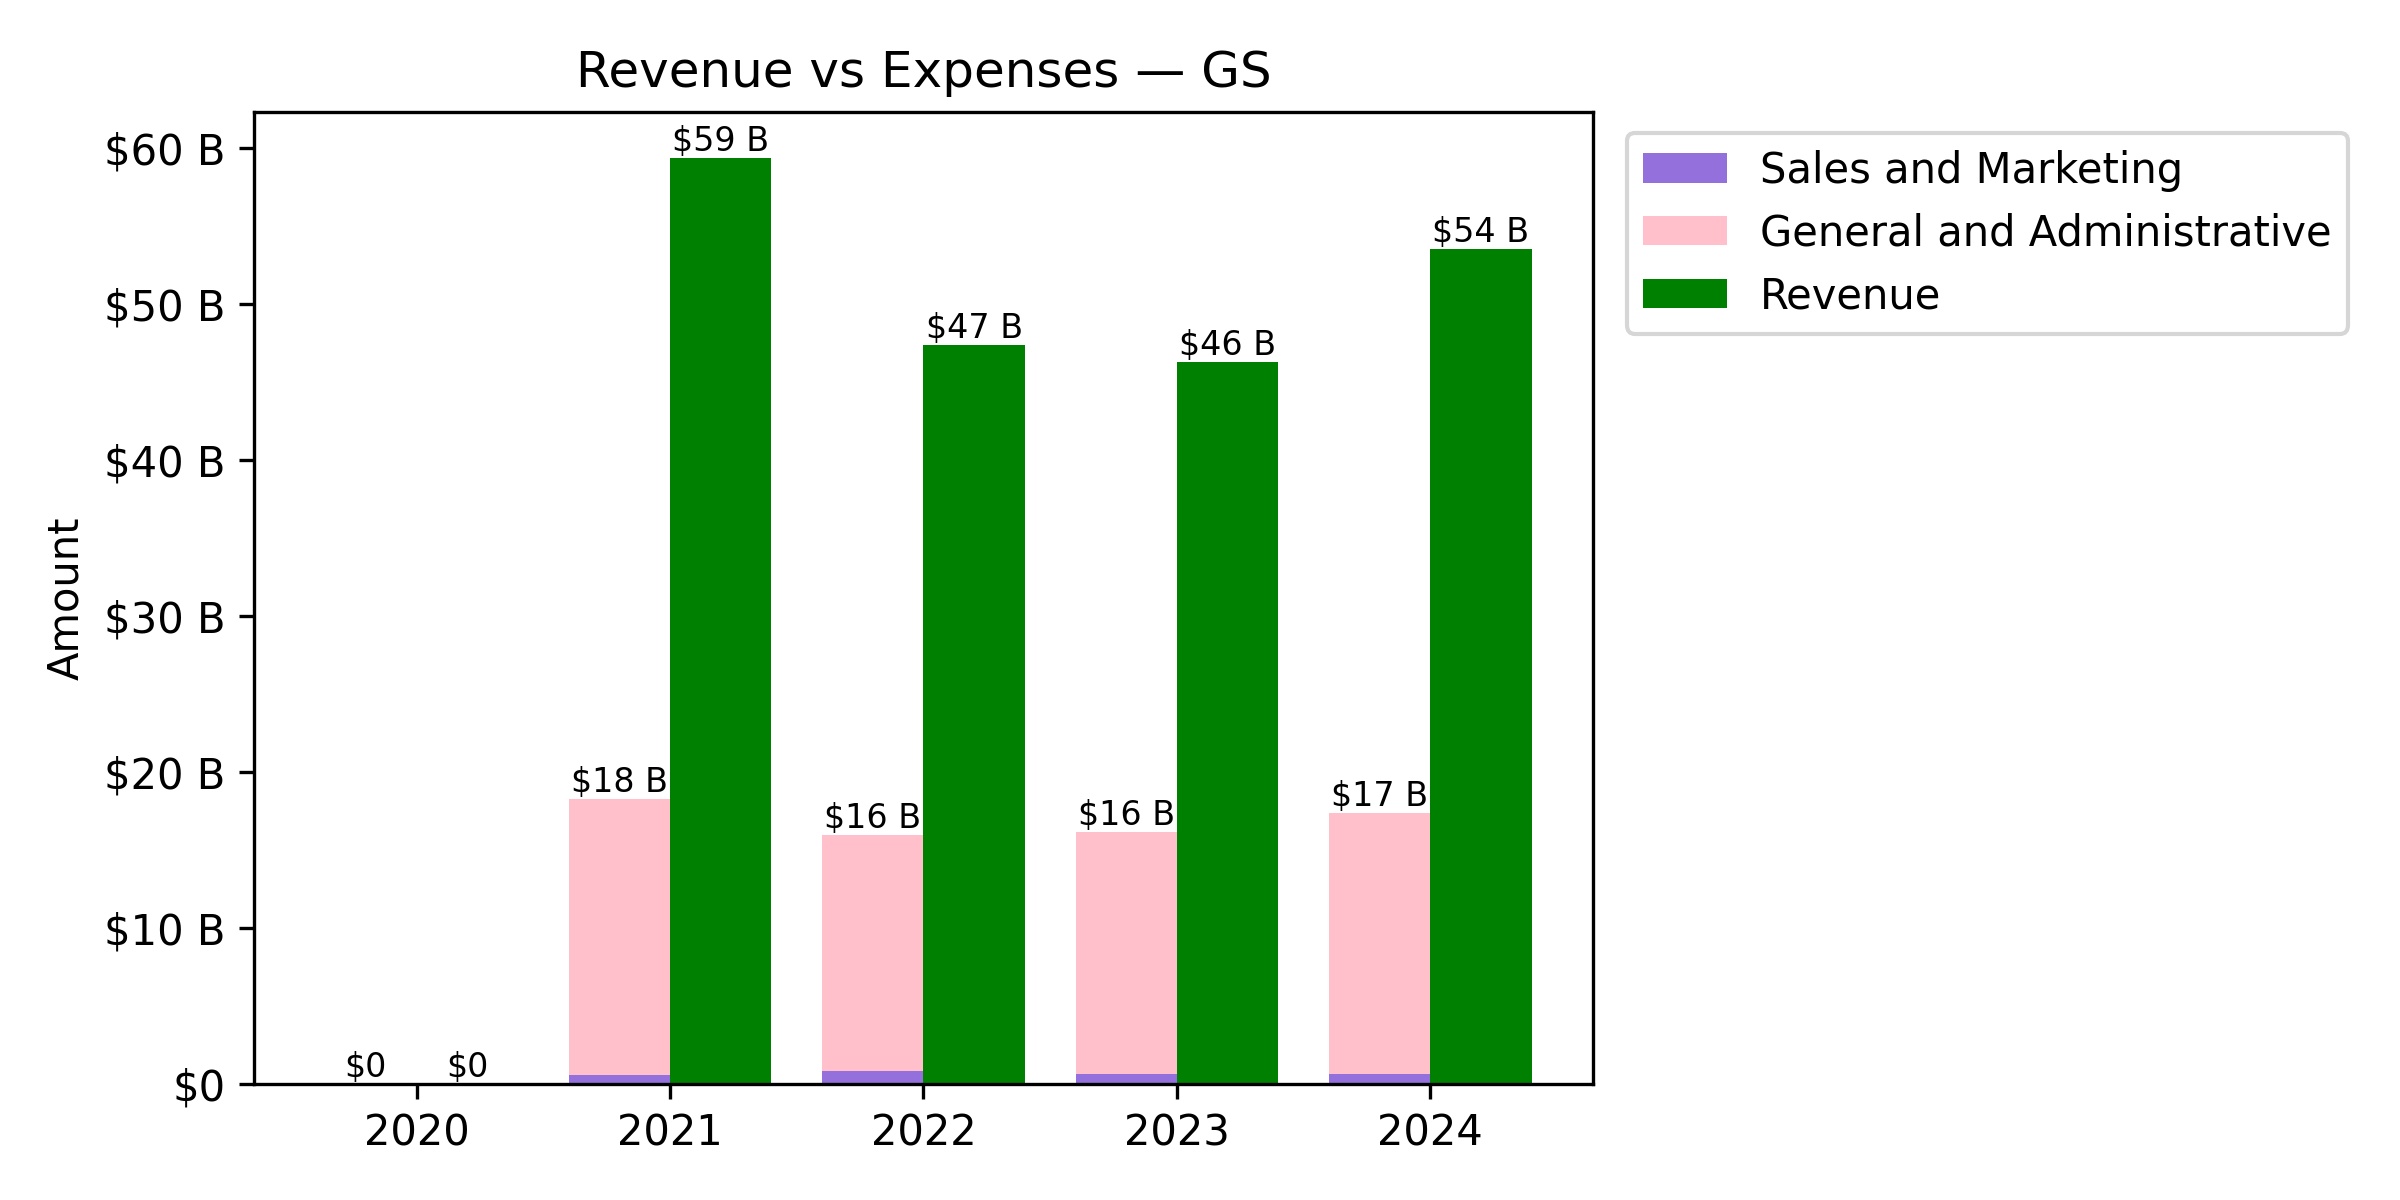 Revenue vs Expenses — GS
Amount
$60 B
$50 B
$40 B
$30 B
$20 B
$10 B
$0
$0
$0
$18 B
$59 B
$16 B
$47 B
$16 B
$46 B
$17 B
$54 B
2020
2021
2022
2023
2024
Sales and Marketing
General and Administrative
Revenue